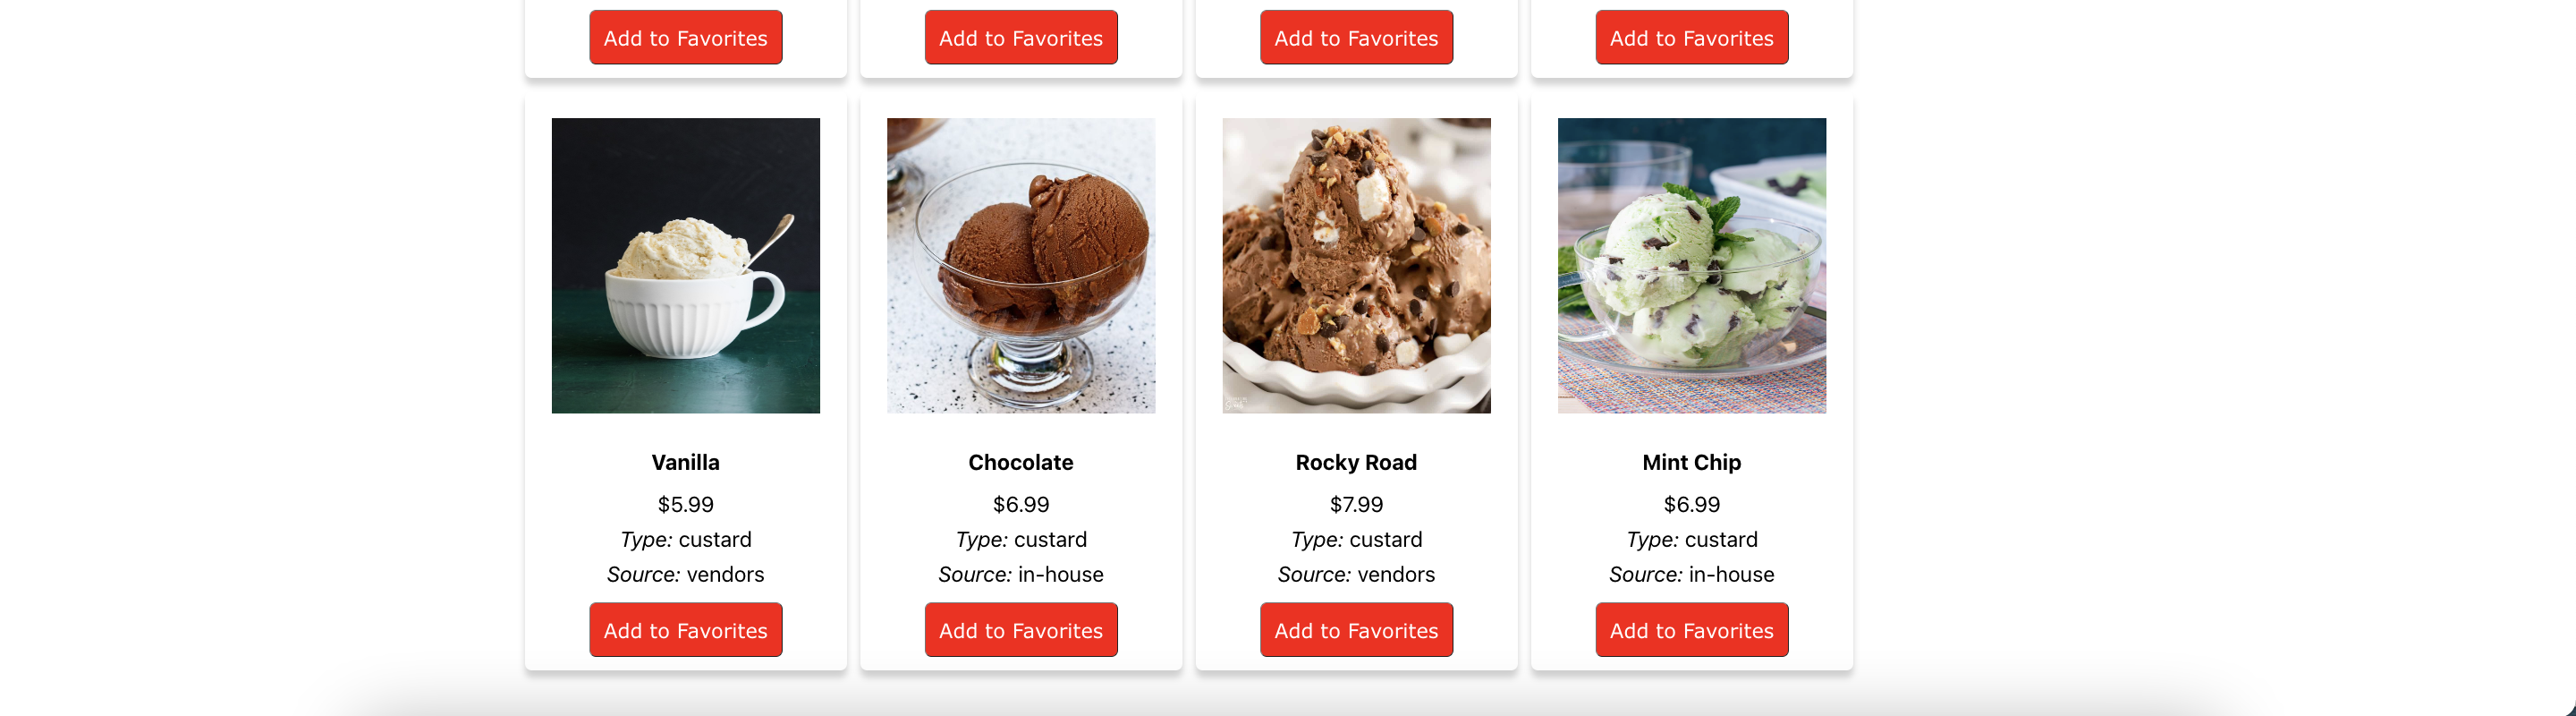 Add to Favorites
Add to Favorites
Add to Favorites
Add to Favorites
Vanilla
$5.99
Type: custard
Source: vendors
Add to Favorites
Chocolate
$6.99
Type: custard
Source: in-house
Add to Favorites
Rocky Road
$7.99
Type: custard
Source: vendors
Add to Favorites
Mint Chip
$6.99
Type: custard
Source: in-house
Add to Favorites